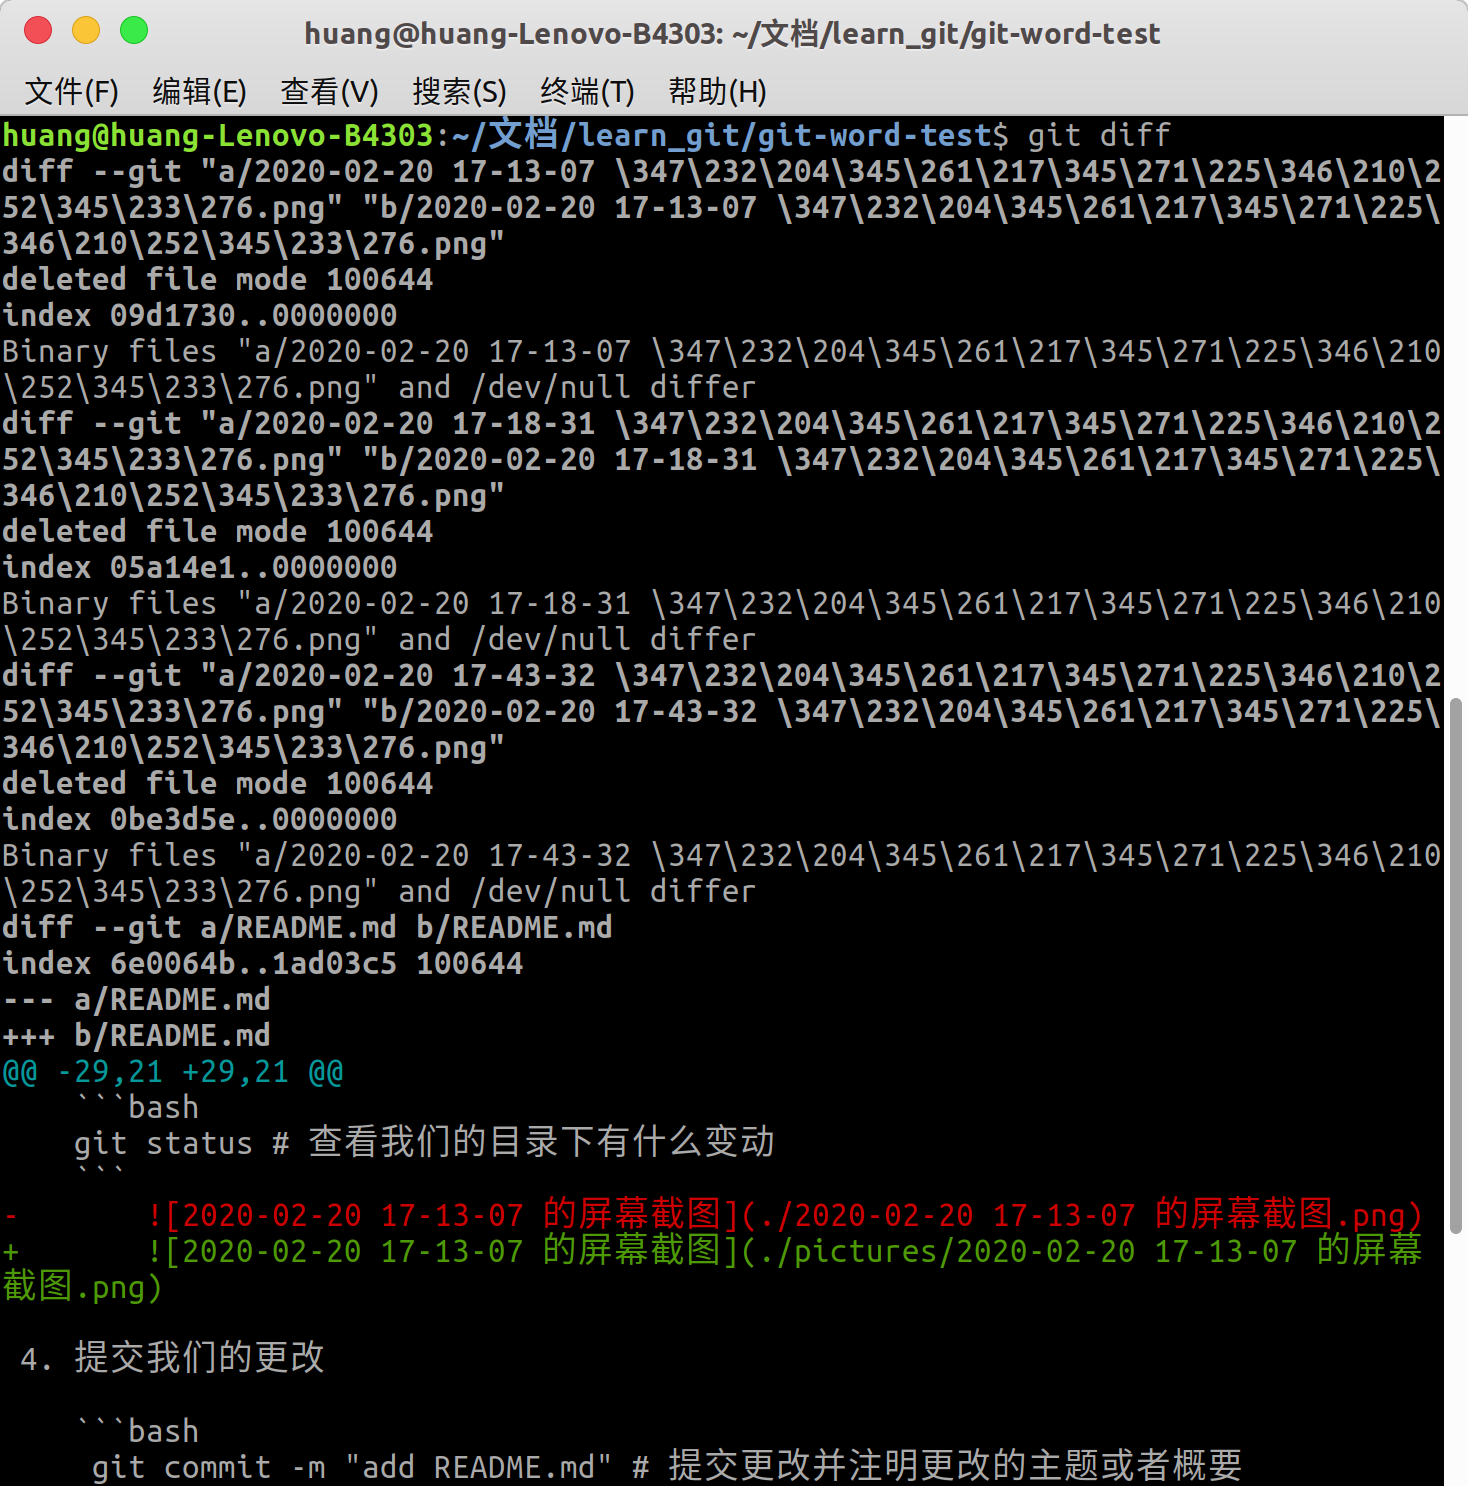 huang@huang-Lenovo-B4303: ~/文档/learn_git/git-word-test
文件(F) 编辑(E) 查看(V) 搜索(S) 终端(T) 帮助(H)
huang@huang-Lenovo-B4303:~/文档/learn_git/git-word-test$ git diff
diff --git "a/2020-02-20 17-13-07 \347\232\204\345\261\217\345\271\225\346\210\2
52\345\233\276.png" "b/2020-02-20 17-13-07 \347\232\204\345\261\217\345\271\225\
346\210\252\345\233\276.png"
deleted file mode 100644
index 09d1730..0000000
Binary files "a/2020-02-20 17-13-07 \347\232\204\345\261\217\345\271\225\346\210
\252\345\233\276.png" and /dev/null differ
diff --git "a/2020-02-20 17-18-31 \347\232\204\345\261\217\345\271\225\346\210\2
52\345\233\276.png" "b/2020-02-20 17-18-31 \347\232\204\345\261\217\345\271\225\
346\210\252\345\233\276.png"
deleted file mode 100644
index 05a14e1..0000000
Binary files "a/2020-02-20 17-18-31 \347\232\204\345\261\217\345\271\225\346\210
\252\345\233\276.png" and /dev/null differ
diff --git "a/2020-02-20 17-43-32 \347\232\204\345\261\217\345\271\225\346\210\2
52\345\233\276.png" "b/2020-02-20 17-43-32 \347\232\204\345\261\217\345\271\225\
346\210\252\345\233\276.png"
deleted file mode 100644
index 0be3d5e..0000000
Binary files "a/2020-02-20 17-43-32 \347\232\204\345\261\217\345\271\225\346\210
\252\345\233\276.png" and /dev/null differ
diff --git a/README.md b/README.md
index 6e0064b..1ad03c5 100644
--- a/README.md
+++ b/README.md
@@ -29,21 +29,21 @@
    ```bash
    git status # 查看我们的目录下有什么变动
    ```
-       ![2020-02-20 17-13-07 的屏幕截图](./2020-02-20 17-13-07 的屏幕截图.png)
+       ![2020-02-20 17-13-07 的屏幕截图](./pictures/2020-02-20 17-13-07 的屏幕
截图.png)
 4. 提交我们的更改
    ```bash
     git commit -m "add README.md" # 提交更改并注明更改的主题或者概要